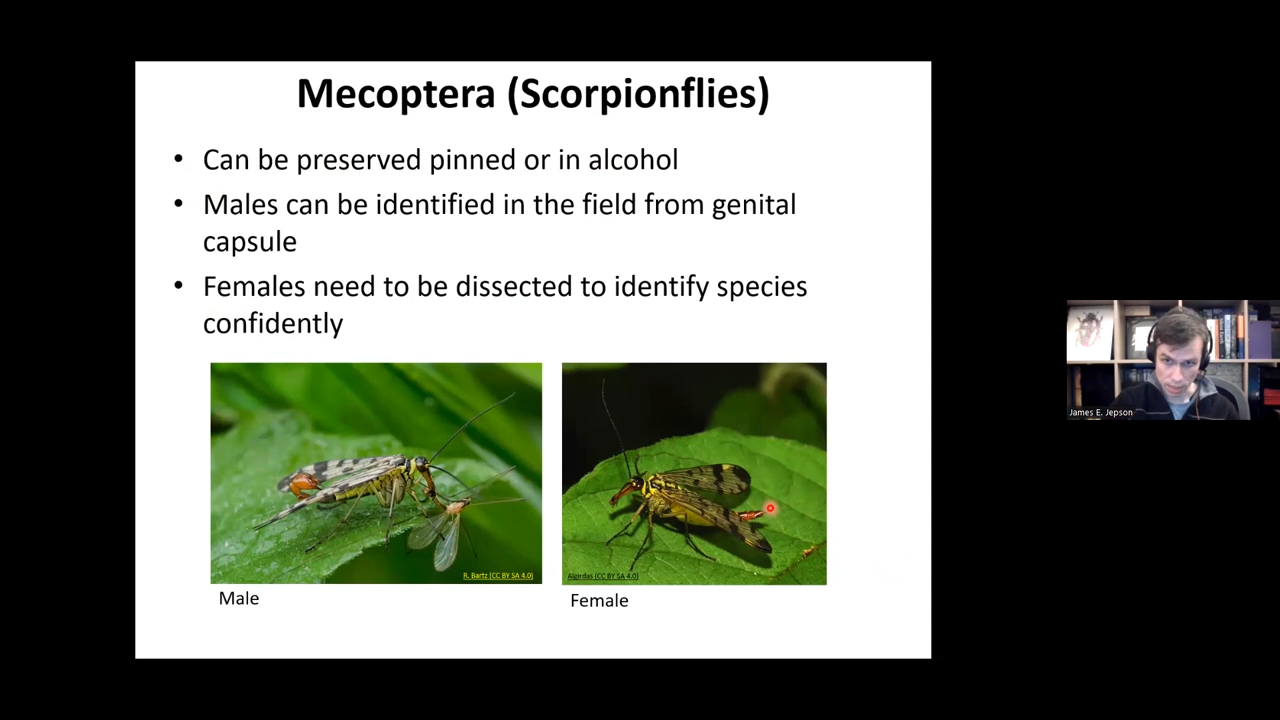 Mecoptera (Scorpionflies)
• Can be preserved pinned or in alcohol
• Males can be identified in the field from genital
capsule
• Females need to be dissected to identify species
confidently
R. Bartz (CC BY SA 4.0)
Algirdas (CC BY SA 4.0)
Male
Female
James E. Jepson